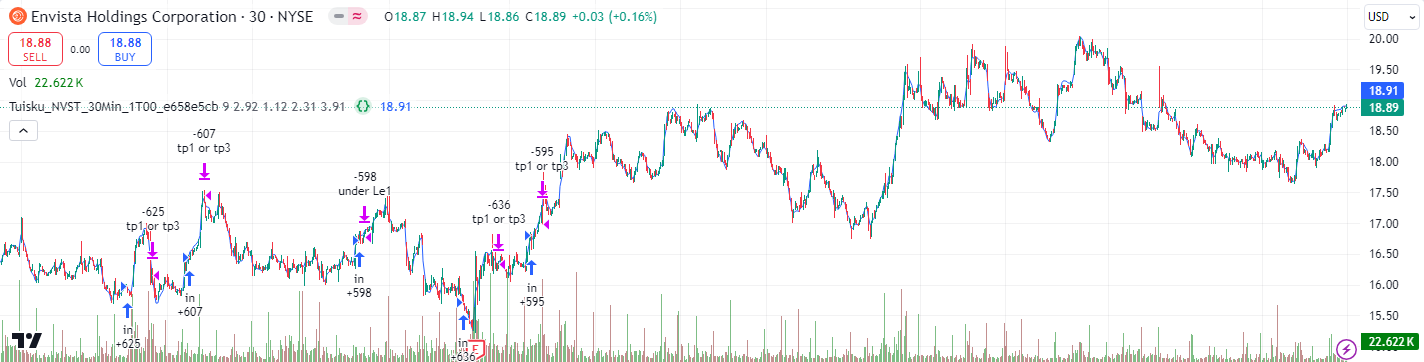 Envista Holdings Corporation · 30 · NYSE
O18.87 H18.94 L18.86 C18.89 +0.03 (+0.16%)
USD
18.88
SELL
0.00
18.88
BUY
Vol 22.622 K
Tuisku_NVST_30Min_1T00_e658e5cb 9 2.92 1.12 2.31 3.91 {} 18.91
-607
tp1 or tp3
-625
tp1 or tp3
-598
under Le1
-636
tp1 or tp3
-595
tp1 or tp3
in
+625
in
+607
in
+598
in
+636
E
in
+595
20.00
19.50
18.91
18.89
18.50
18.00
17.50
17.00
16.50
16.00
15.50
22.622 K